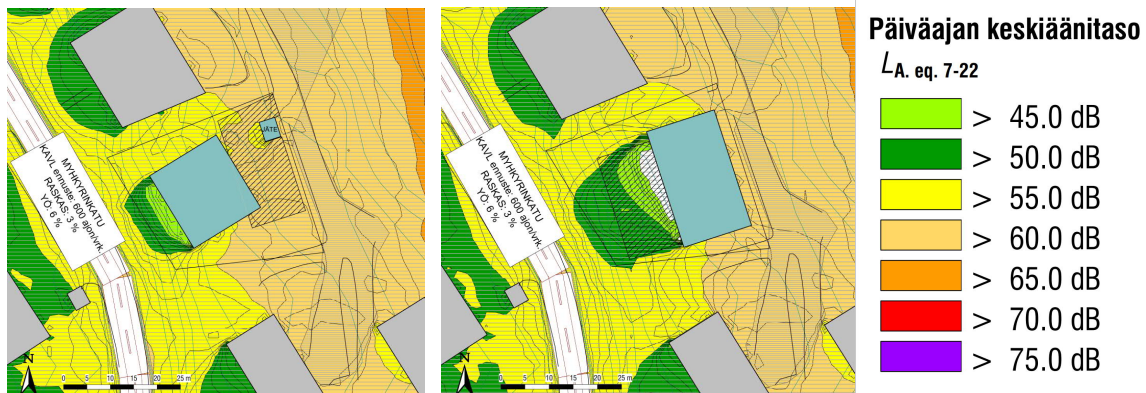 MYHKYRINKATU
KAVL ennuste: 600 ajon/vrk
RASKAS: 3 %
YÖ: 6 %
JÄTE
N
0 5 10 15 20 25 m
MYHKYRINKATU
KAVL ennuste: 600 ajon/vrk
RASKAS: 3 %
YÖ: 6 %
N
0 5 10 15 20 25 m
Päiväajan keskiäänitaso
LA. eq. 7-22
> 45.0 dB
> 50.0 dB
> 55.0 dB
> 60.0 dB
> 65.0 dB
> 70.0 dB
> 75.0 dB